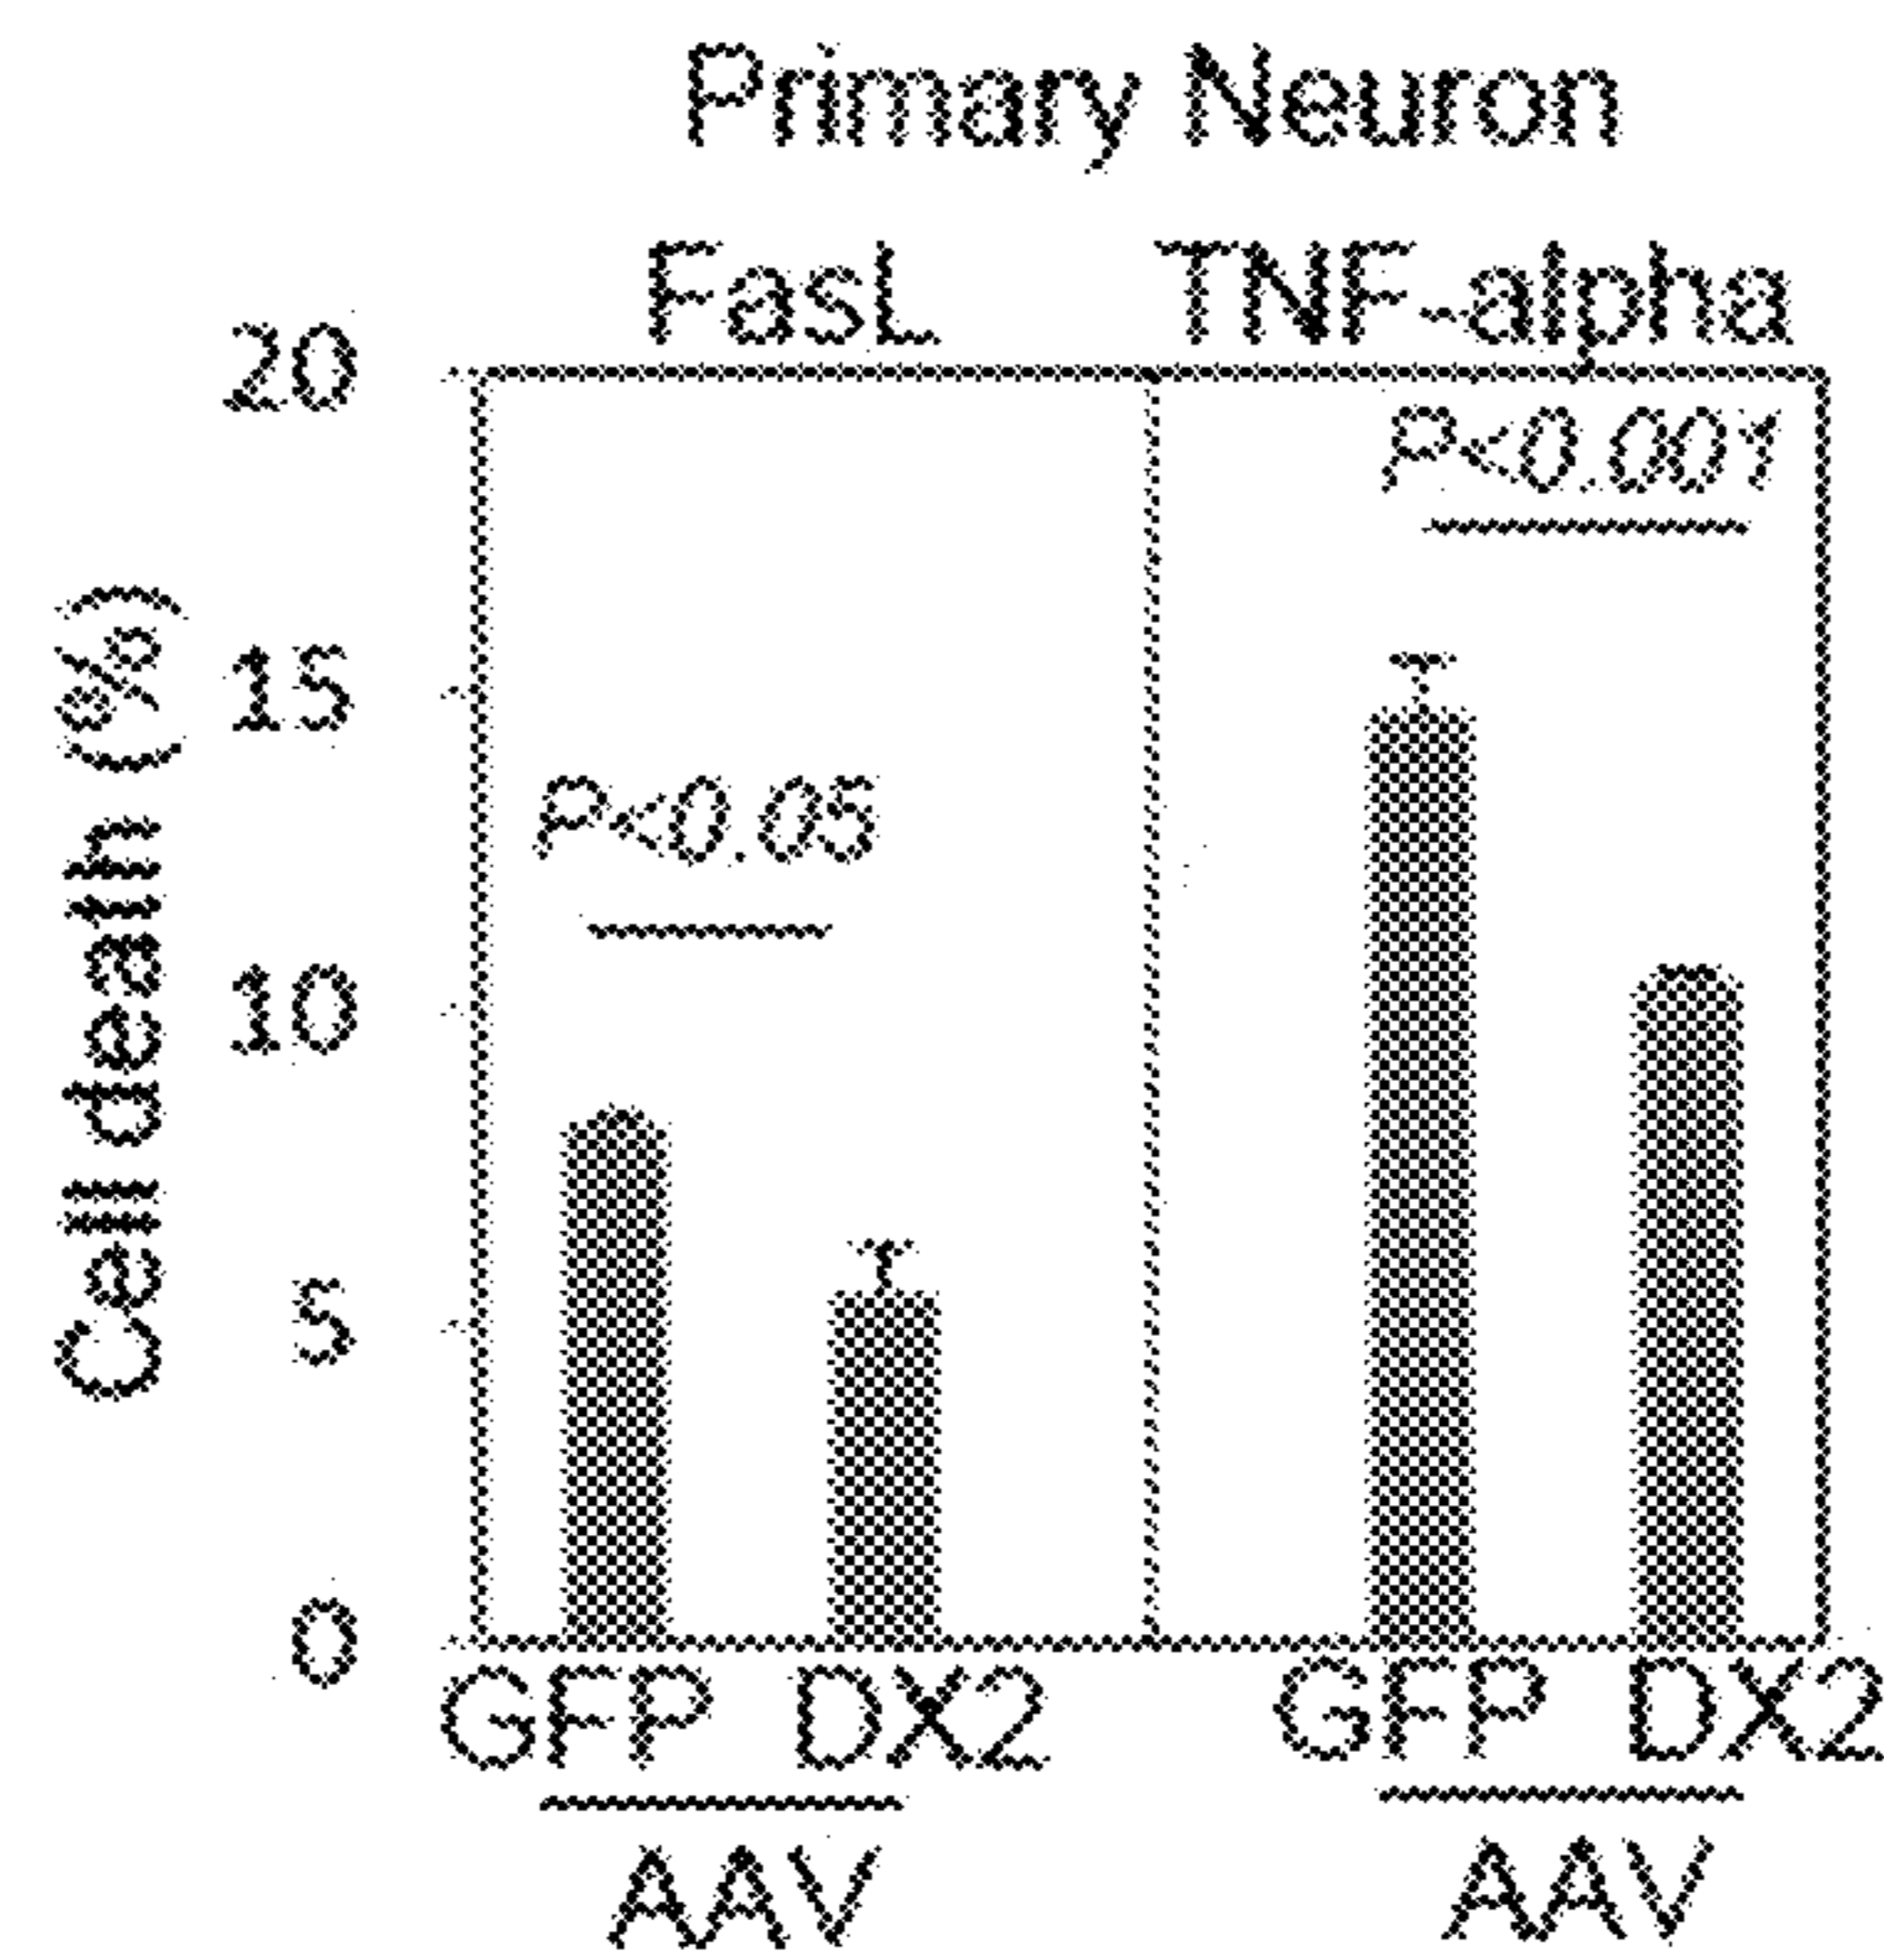 Primary Neuron
FasL TNF-alpha
20
P<0.001
15
P<0.05
10
5
0
Cell death (%)
GFP DX2 GFP DX2
AAV AAV